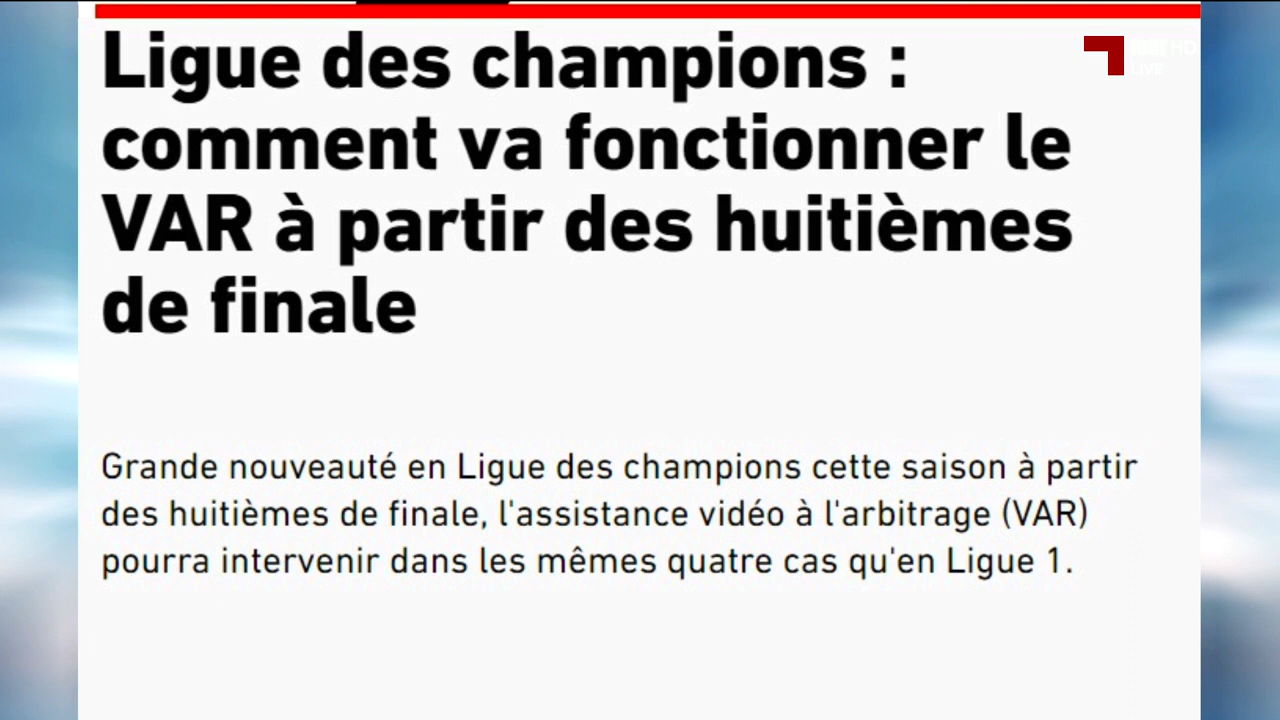 Ligue des champions :
comment va fonctionner le
VAR à partir des huitièmes
de finale
HD
LIVE
Grande nouveauté en Ligue des champions cette saison à partir
des huitièmes de finale, l'assistance vidéo à l'arbitrage (VAR)
pourra intervenir dans les mêmes quatre cas qu'en Ligue 1.